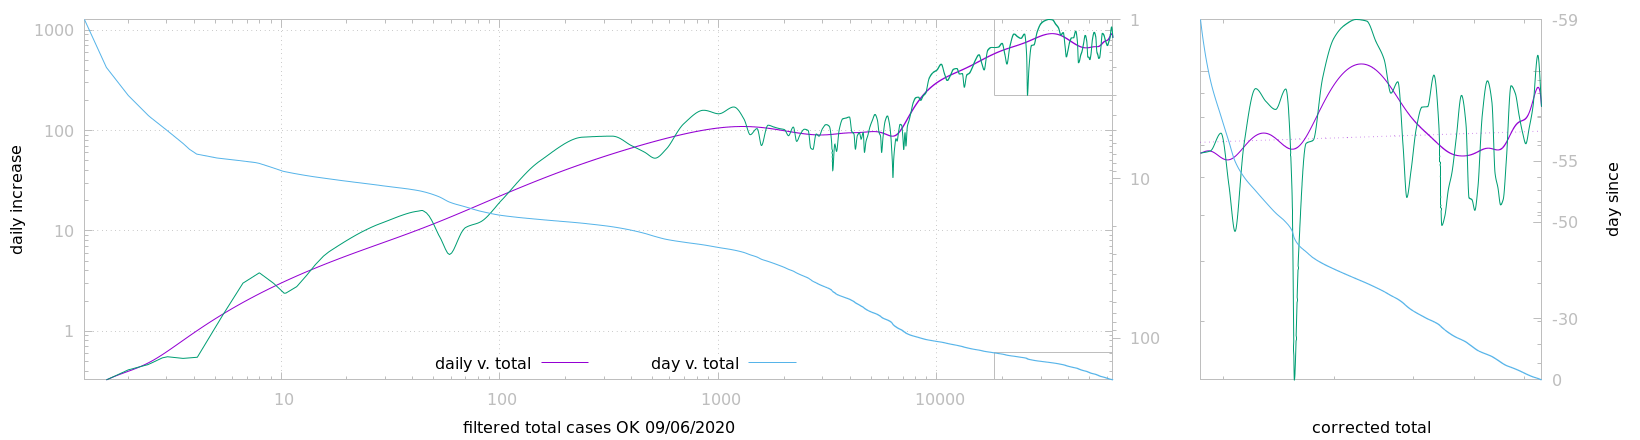 1000
100
10
1
daily increase
10
100
1000
10000
filtered total cases OK 09/06/2020
daily v. total
day v. total
1
10
100
-59
-55
-50
-30
0
day since
corrected total